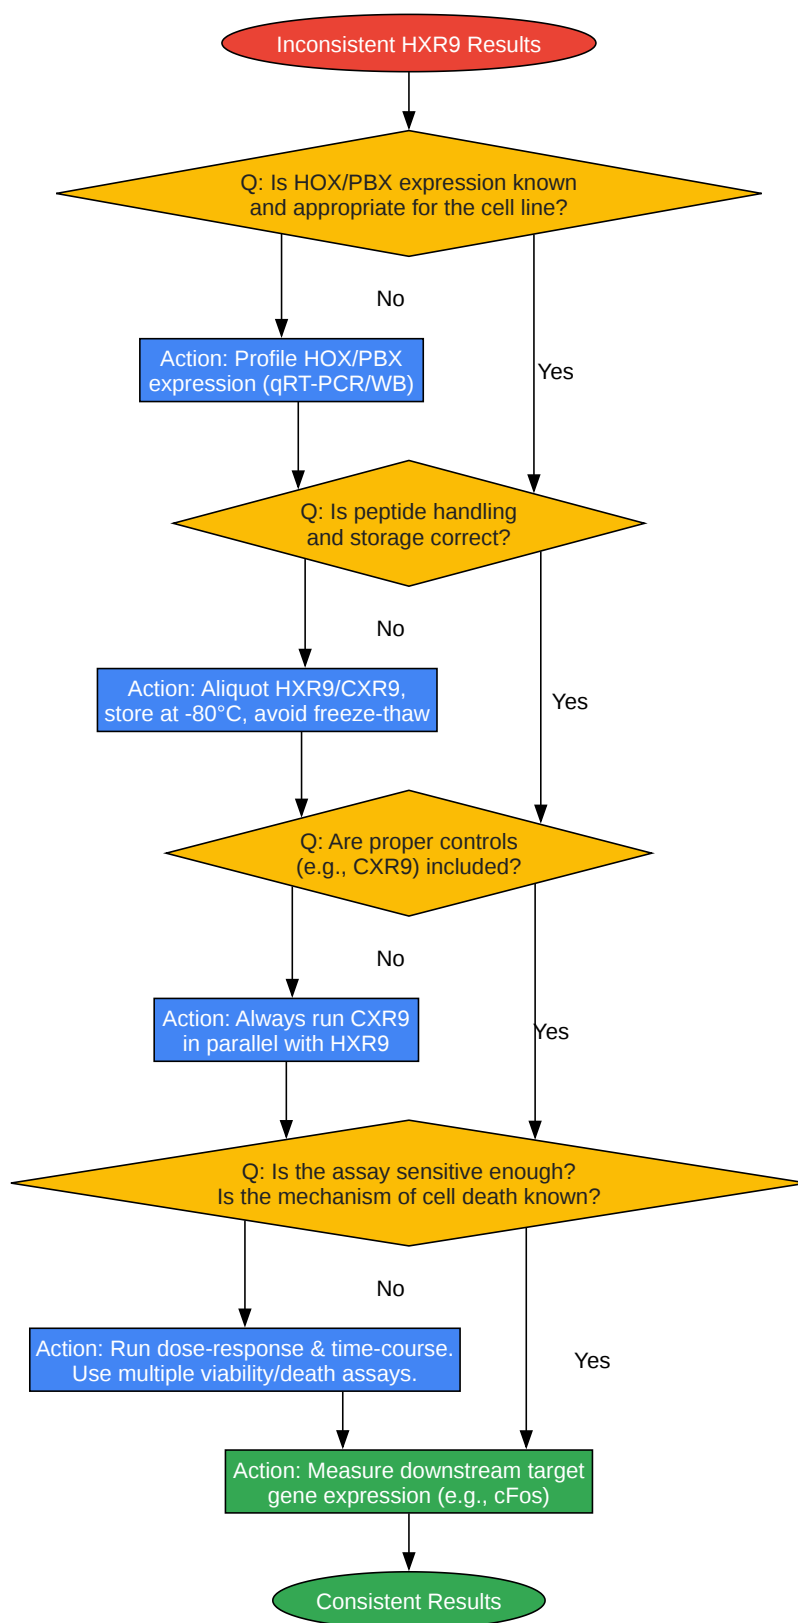 Inconsistent HXR9 Results
Q: Is HOX/PBX expression known
and appropriate for the cell line?
No
Action: Profile HOX/PBX
expression (qRT-PCR/WB)
Yes
Q: Is peptide handling
and storage correct?
No
Action: Aliquot HXR9/CXR9,
store at -80°C, avoid freeze-thaw
Yes
Q: Are proper controls
(e.g., CXR9) included?
No
Action: Always run CXR9
in parallel with HXR9
Yes
Q: Is the assay sensitive enough?
Is the mechanism of cell death known?
No
Action: Run dose-response & time-course.
Use multiple viability/death assays.
Yes
Action: Measure downstream target
gene expression (e.g., cFos)
Consistent Results